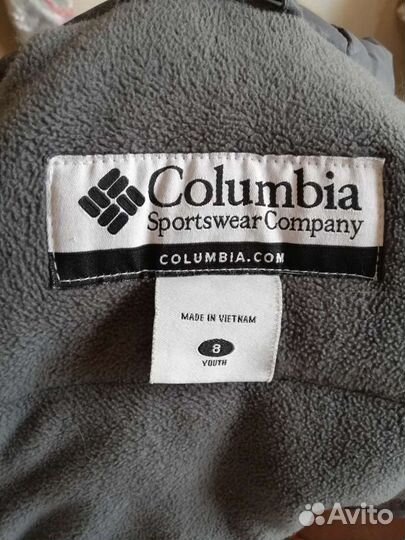 Columbia
Sportswear Company
COLUMBIA.COM
MADE IN VIETNAM
8
YOUTH
Avito